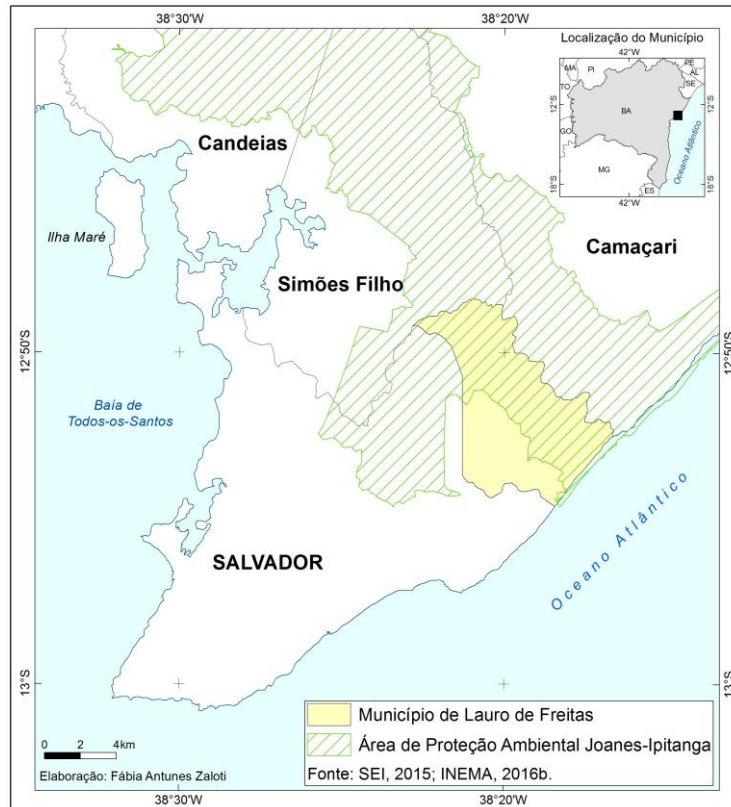 38°30'W
38°20'W
Localização do Município
42°W
MA
PI
PE
AL
SE
TO
12°S
12°S
BA
GO
MG
Oceano Atlântico
18°S
18°S
ES
42°W
Candeias
Ilha Maré
Camaçari
Simões Filho
12°50'S
12°50'S
Baía de
Todos-os-Santos
Oceano Atlântico
SALVADOR
13°S
13°S
Município de Lauro de Freitas
Área de Proteção Ambiental Joanes-Ipitanga
0 2 4km
Elaboração: Fábia Antunes Zaloti
Fonte: SEI, 2015; INEMA, 2016b.
38°30'W
38°20'W